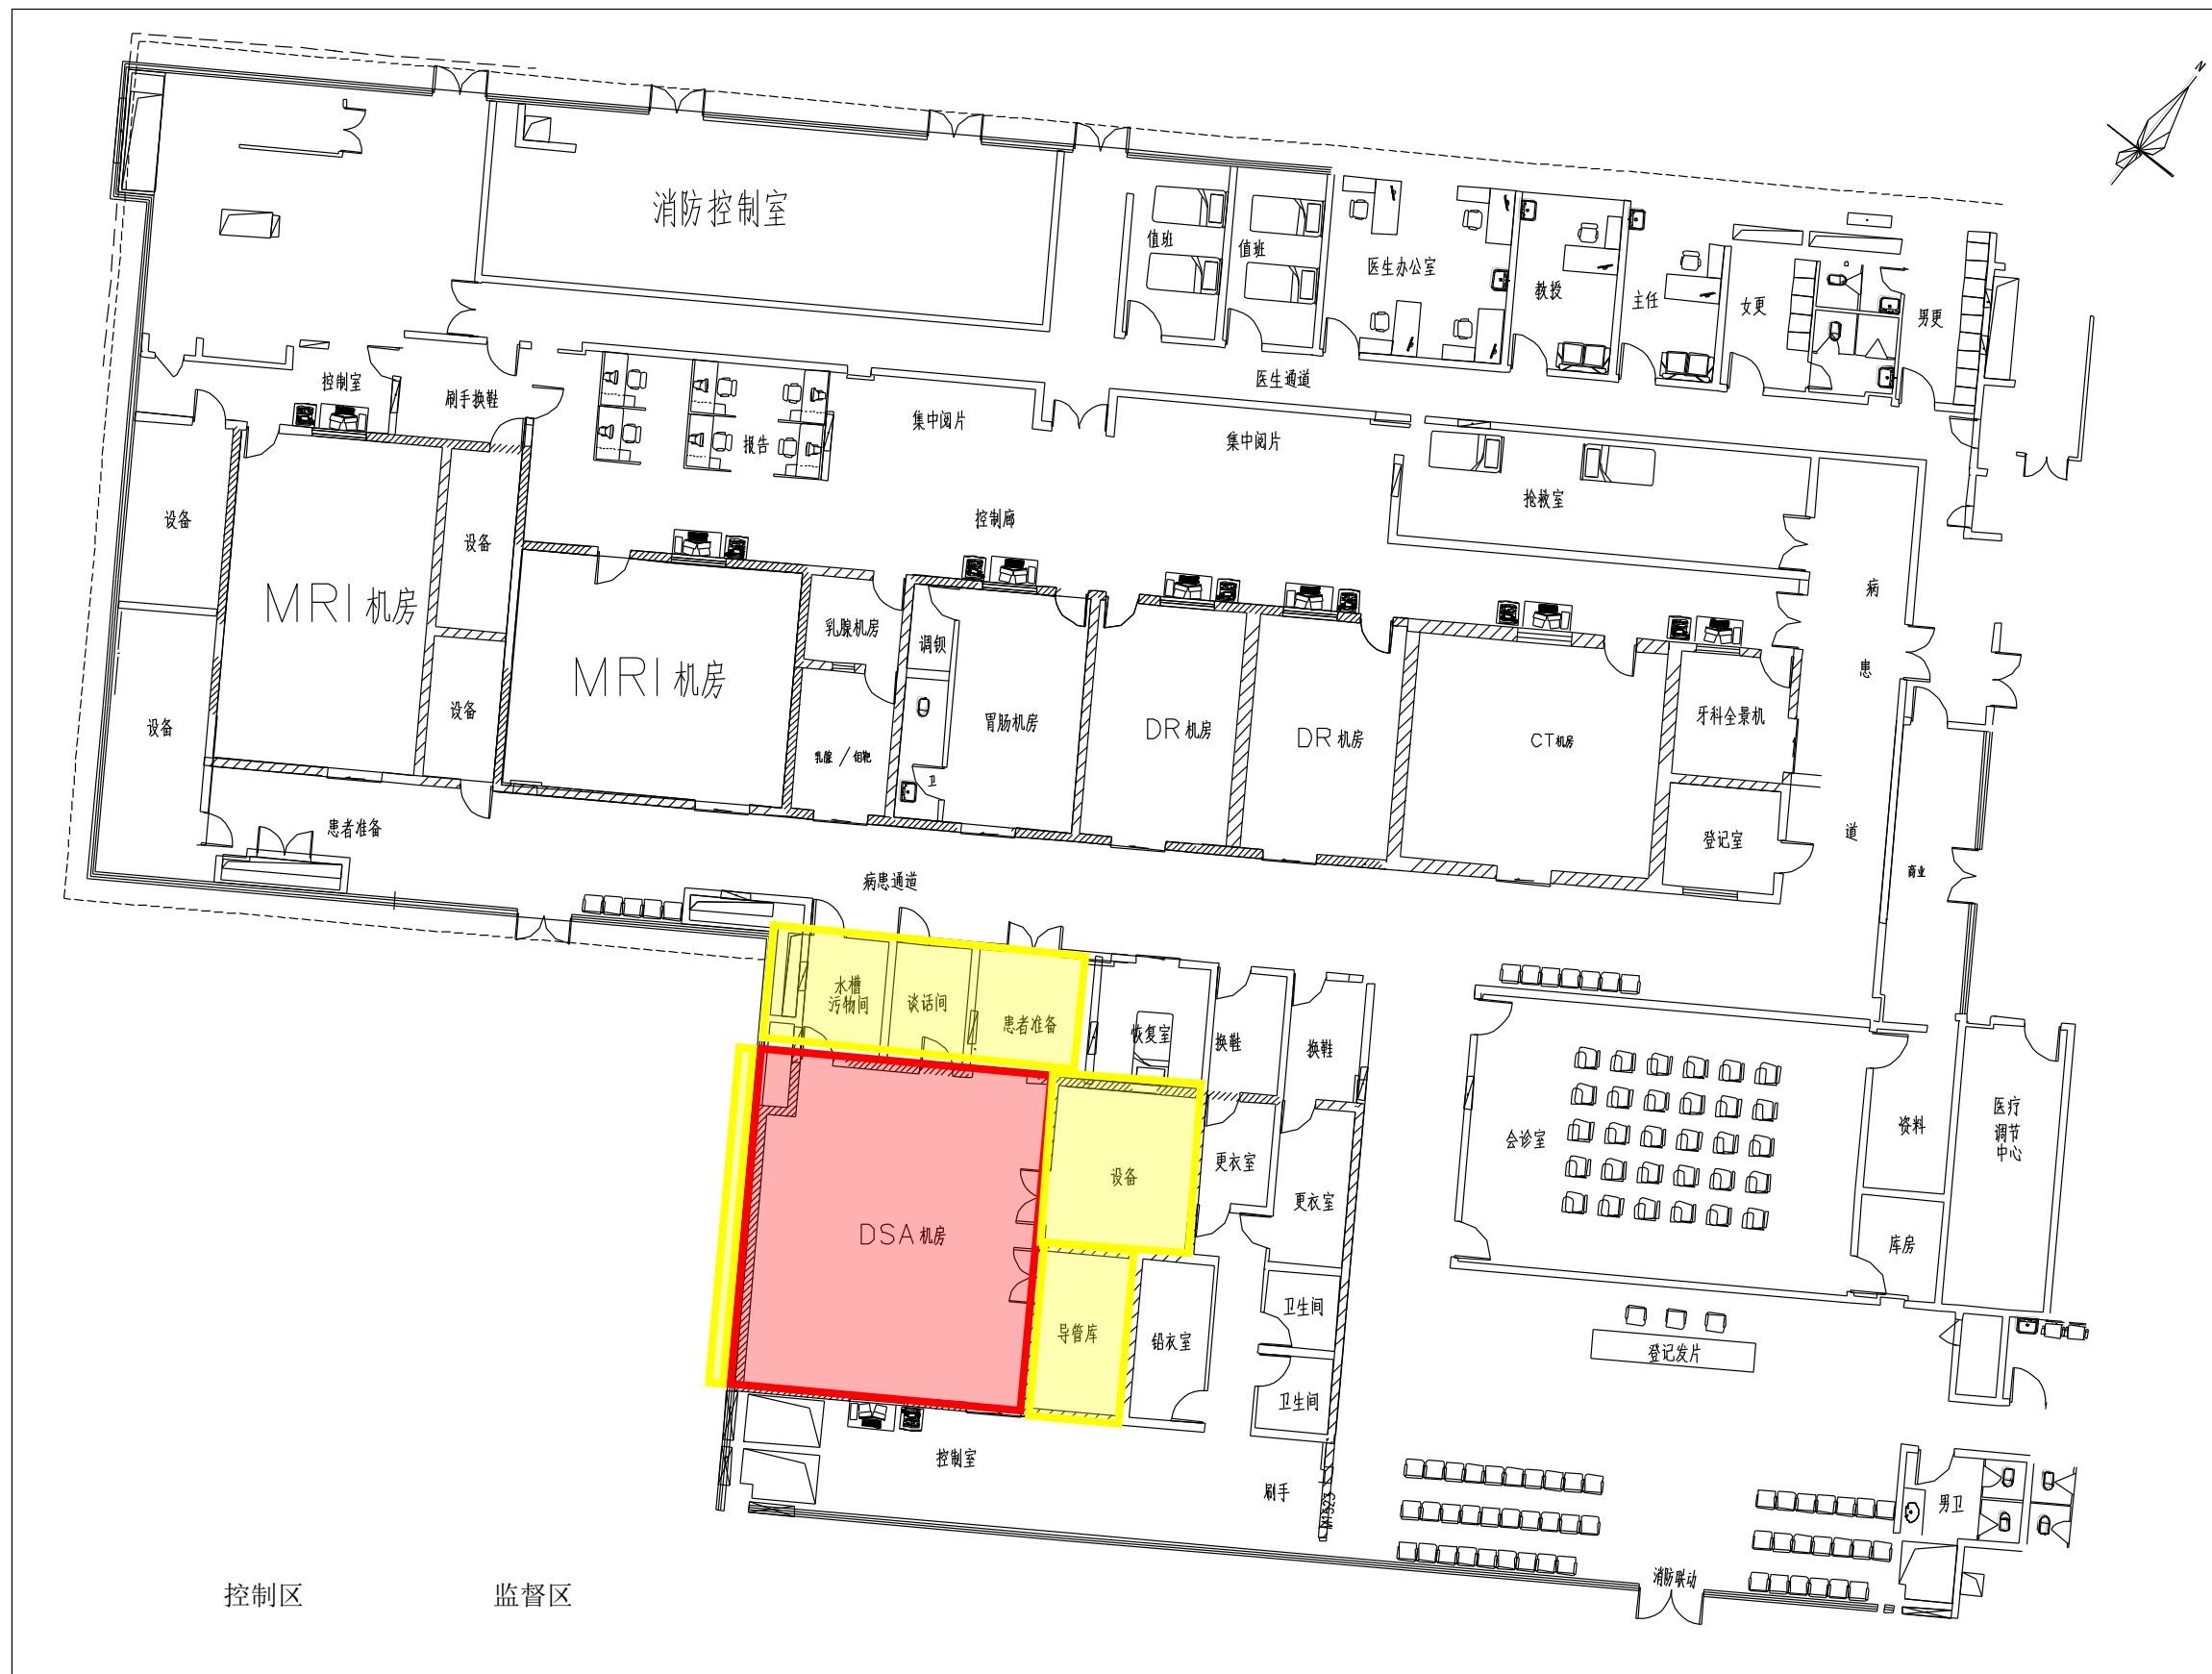 N
消防控制室
值班
值班
医生办公室
教授
主任
女更
男更
控制室
刷手换鞋
医生通道
报告
集中阅片
集中阅片
抢救室
控制廊
设备
设备
MRI 机房
MRI 机房
设备
设备
乳腺机房
调钡
胃肠机房
DR 机房
DR 机房
CT 机房
牙科全景机
病
患
道
乳腺／钼靶
卫
登记室
商业
患者准备
病患通道
水槽
污物间
谈话间
患者准备
恢复室
换鞋
换鞋
会诊室
资料
医疗
调节
中心
设备
更衣室
更衣室
DSA 机房
库房
导管库
铅衣室
卫生间
卫生间
登记发片
控制室
刷手
M1523
男卫
消防联动
控制区
监督区